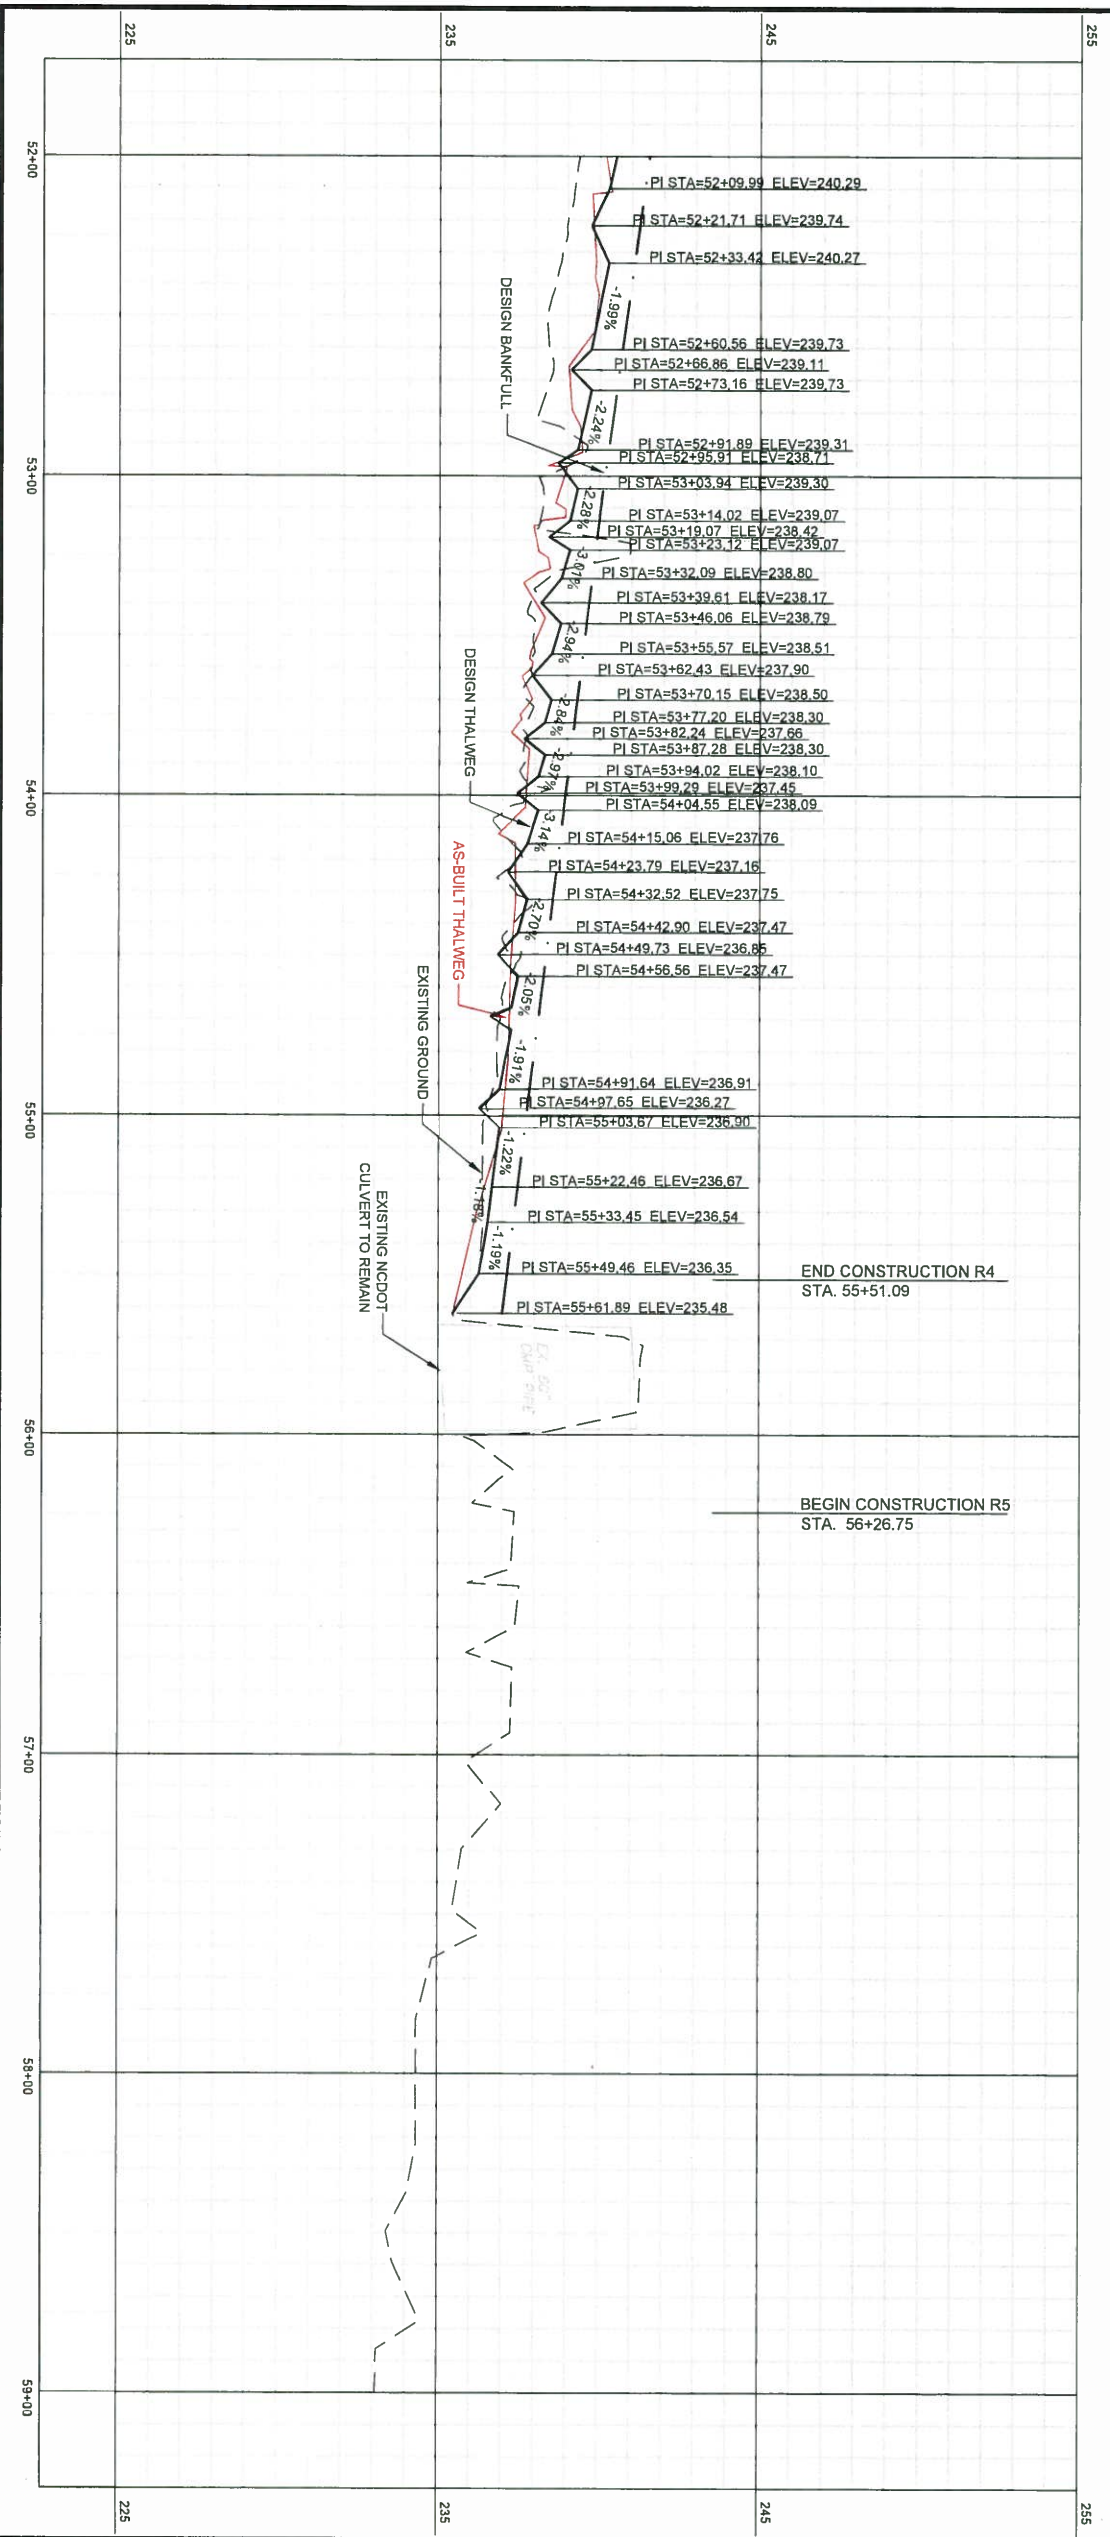 225
235
245
255
52+00
53+00
54+00
55+00
56+00
57+00
58+00
59+00
225
235
245
255
PI STA=52+09.99 ELEV=240.29
PI STA=52+21.71 ELEV=239.74
PI STA=52+33.42 ELEV=240.27
-1.99%
PI STA=52+60.56 ELEV=239.73
PI STA=52+66.86 ELEV=239.11
PI STA=52+73.16 ELEV=239.73
-2.24%
DESIGN BANKFULL
PI STA=52+91.89 ELEV=239.31
PI STA=52+95.91 ELEV=238.71
PI STA=53+03.94 ELEV=239.30
-2.28%
PI STA=53+14.02 ELEV=239.07
PI STA=53+19.07 ELEV=238.42
PI STA=53+23.12 ELEV=239.07
-3.01%
PI STA=53+32.09 ELEV=238.80
PI STA=53+39.61 ELEV=238.17
PI STA=53+46.06 ELEV=238.79
-2.94%
PI STA=53+55.57 ELEV=238.51
PI STA=53+62.43 ELEV=237.90
PI STA=53+70.15 ELEV=238.50
-2.84%
PI STA=53+77.20 ELEV=238.30
PI STA=53+82.24 ELEV=237.66
PI STA=53+87.28 ELEV=238.30
-2.97%
PI STA=53+94.02 ELEV=238.10
PI STA=53+99.29 ELEV=237.45
PI STA=54+04.55 ELEV=238.09
DESIGN THALWEG
-3.14%
PI STA=54+15.06 ELEV=237.76
PI STA=54+23.79 ELEV=237.16
PI STA=54+32.52 ELEV=237.75
-2.70%
PI STA=54+42.90 ELEV=237.47
PI STA=54+49.73 ELEV=236.85
PI STA=54+56.56 ELEV=237.47
-2.05%
AS-BUILT THALWEG
-1.91%
EXISTING GROUND
PI STA=54+91.64 ELEV=236.91
PI STA=54+97.65 ELEV=236.27
PI STA=55+03.67 ELEV=236.90
-1.22%
PI STA=55+22.46 ELEV=236.67
-1.18%
PI STA=55+33.45 ELEV=236.54
-1.19%
PI STA=55+49.46 ELEV=236.35
PI STA=55+61.89 ELEV=235.48
EXISTING NCDOT
CULVERT TO REMAIN
END CONSTRUCTION R4
STA. 55+51.09
BEGIN CONSTRUCTION R5
STA. 56+26.75